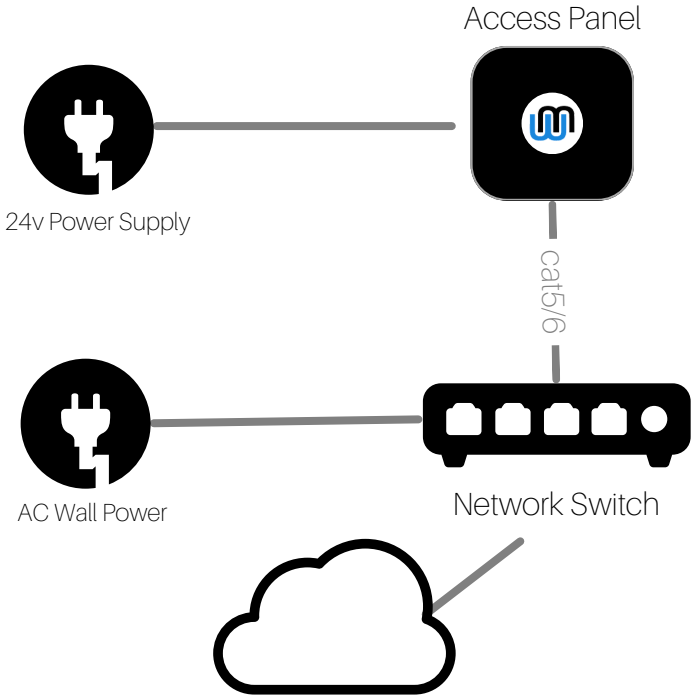 Access Panel
24v Power Supply
cat5/6
AC Wall Power
Network Switch